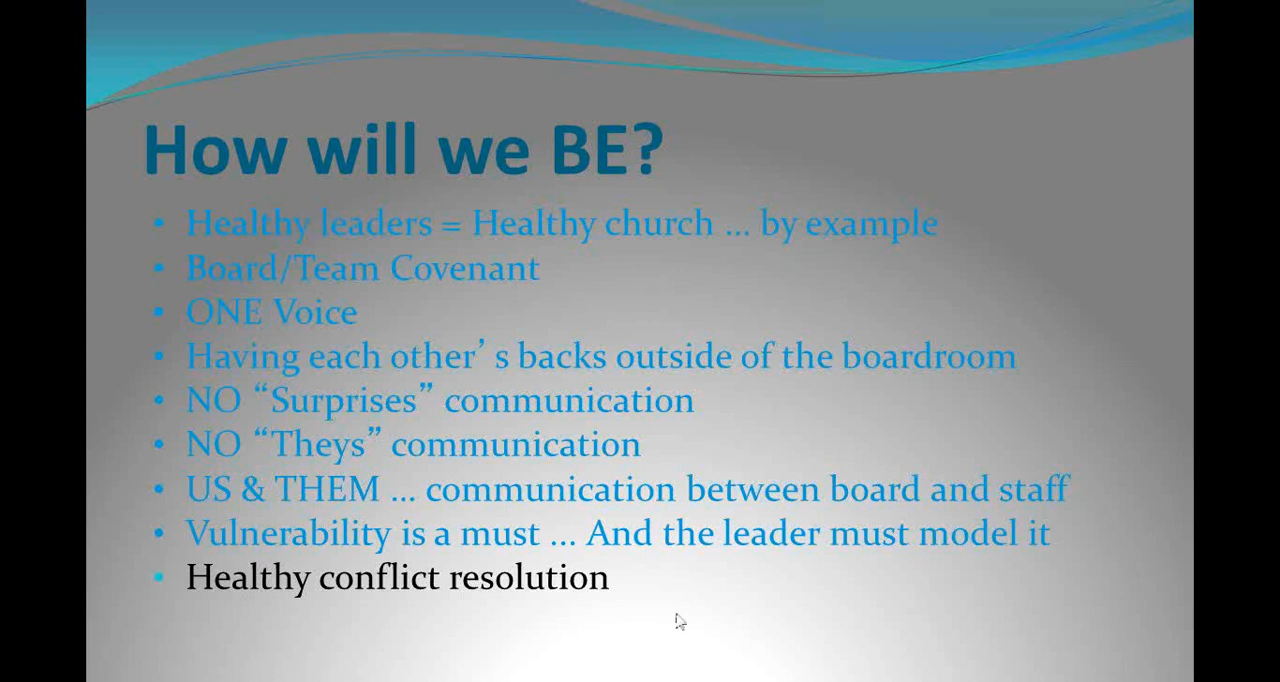 How will we BE?
• Healthy leaders = Healthy church ... by example
• Board/Team Covenant
• ONE Voice
• Having each other’ s backs outside of the boardroom
• NO “Surprises” communication
• NO “Theys” communication
• US & THEM ... communication between board and staff
• Vulnerability is a must ... And the leader must model it
• Healthy conflict resolution